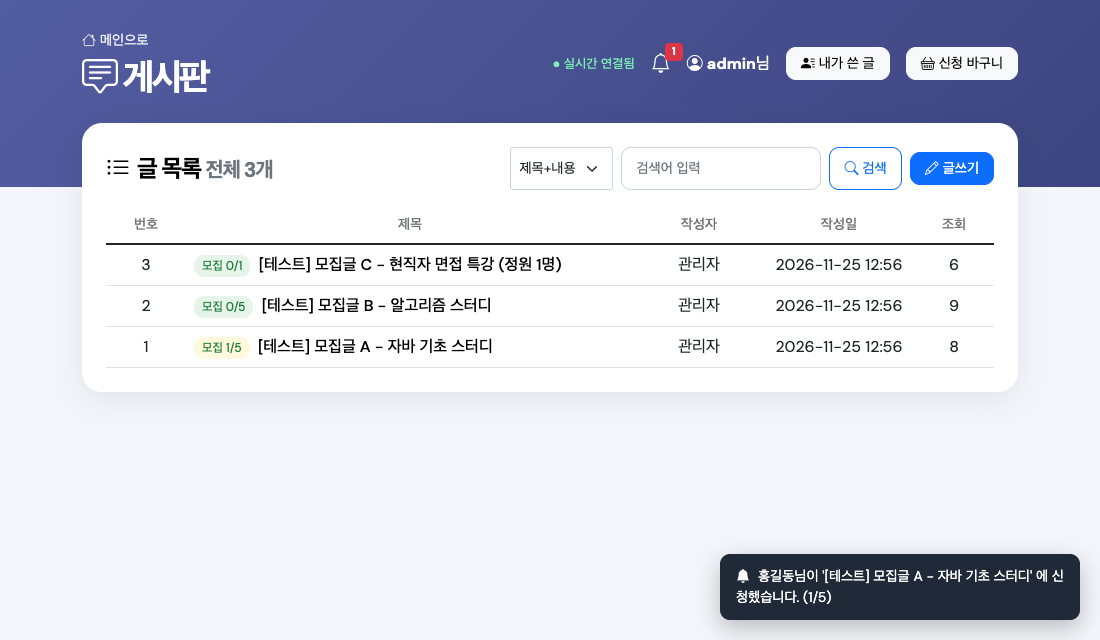 메인으로
게시판
● 실시간 연결됨
1
admin님
내가 쓴 글
신청 바구니
글 목록 전체 3개
제목+내용
검색어 입력
검색
글쓰기
번호 제목 작성자 작성일 조회
3 모집 0/1 [테스트] 모집글 C - 현직자 면접 특강 (정원 1명) 관리자 2026-11-25 12:56 6
2 모집 0/5 [테스트] 모집글 B - 알고리즘 스터디 관리자 2026-11-25 12:56 9
1 모집 1/5 [테스트] 모집글 A - 자바 기초 스터디 관리자 2026-11-25 12:56 8
홍길동님이 '[테스트] 모집글 A - 자바 기초 스터디' 에 신
청했습니다. (1/5)